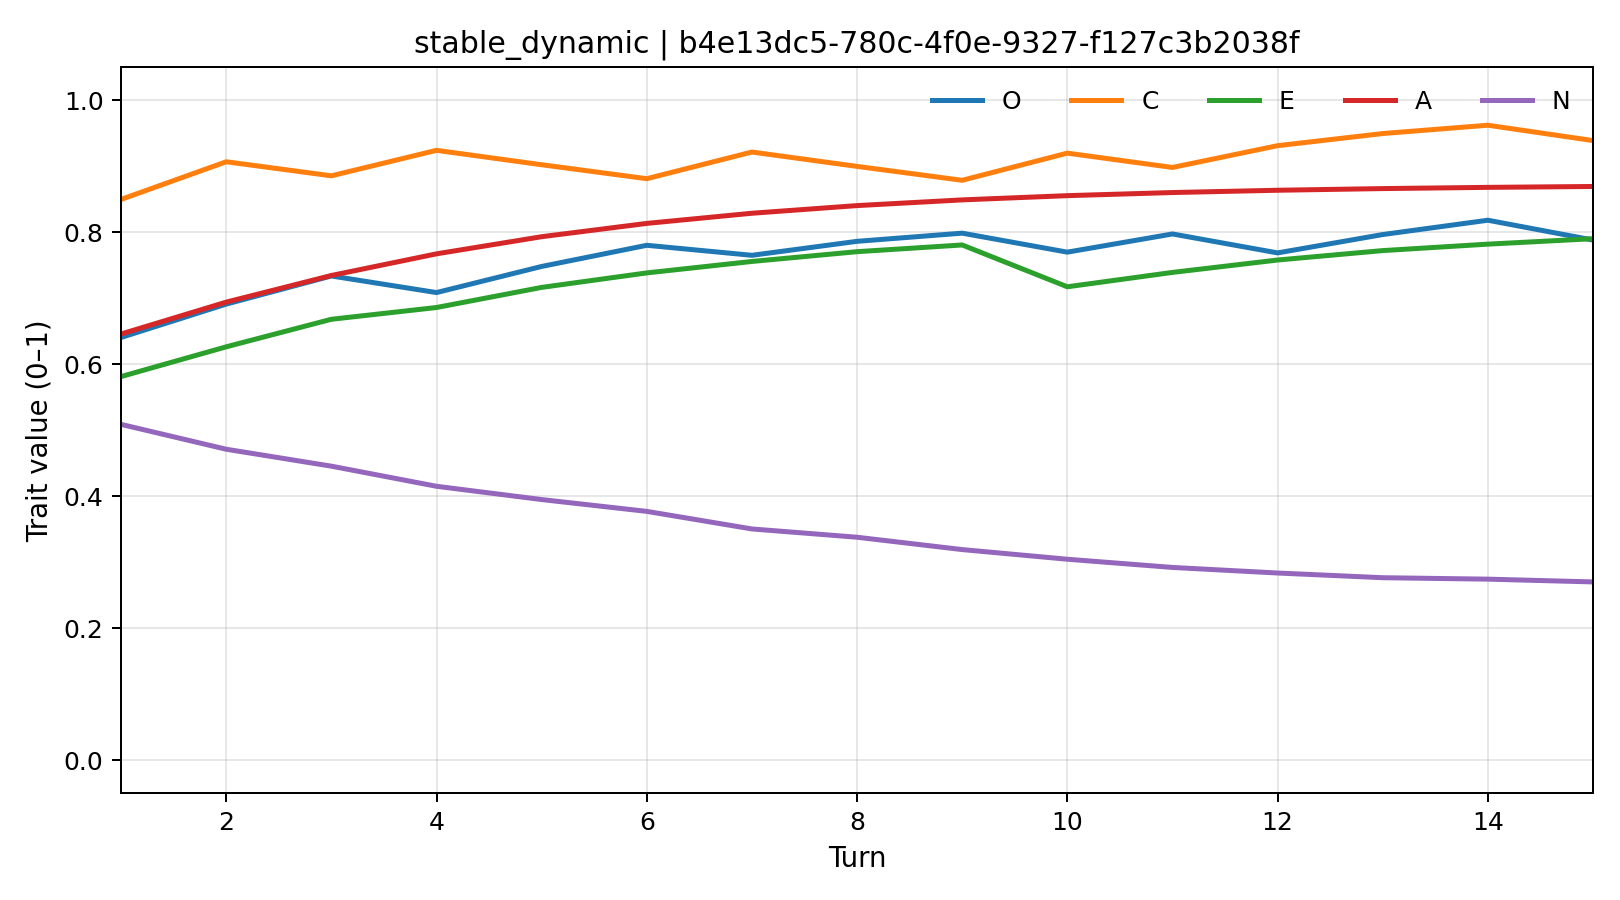 stable_dynamic | b4e13dc5-780c-4f0e-9327-f127c3b2038f
O C E A N
1.0
0.8
0.6
0.4
0.2
0.0
Trait value (0–1)
2 4 6 8 10 12 14
Turn